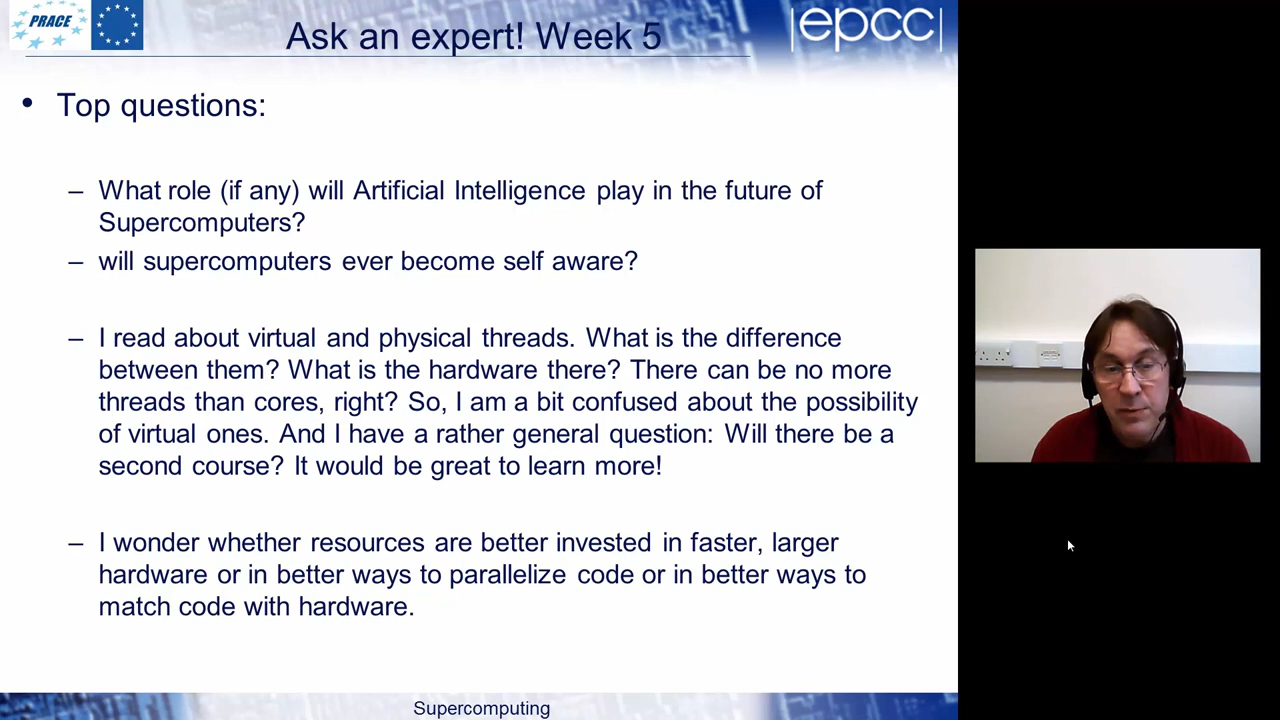 PRACE
Ask an expert! Week 5
|epcc|
• Top questions:
– What role (if any) will Artificial Intelligence play in the future of
Supercomputers?
– will supercomputers ever become self aware?
– I read about virtual and physical threads. What is the difference
between them? What is the hardware there? There can be no more
threads than cores, right? So, I am a bit confused about the possibility
of virtual ones. And I have a rather general question: Will there be a
second course? It would be great to learn more!
– I wonder whether resources are better invested in faster, larger
hardware or in better ways to parallelize code or in better ways to
match code with hardware.
Supercomputing